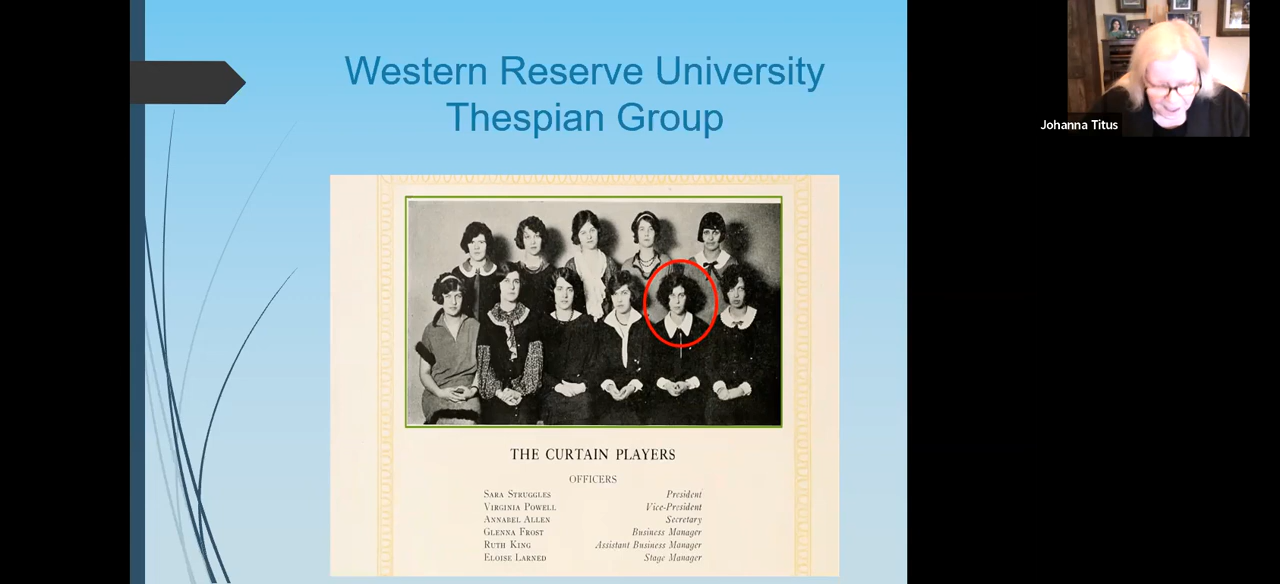 Western Reserve University
Thespian Group
Johanna Titus
THE CURTAIN PLAYERS
OFFICERS
SARA STRUGGLES President
VIRGINIA POWELL Vice-President
ANNABEL ALLEN Secretary
GLENNA FROST Business Manager
RUTH KING Assistant Business Manager
ELOISE LARNED Stage Manager